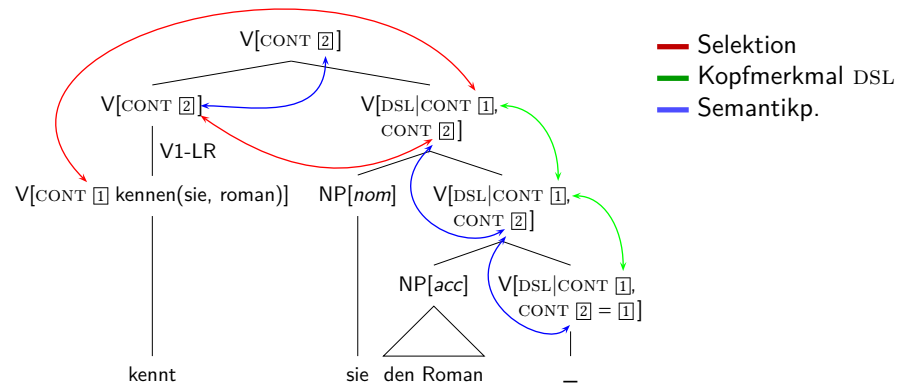 V[CONT 2]
Selektion
Kopfmerkmal DSL
Semantikp.
V[CONT 2]
V[DSL|CONT 1,
CONT 2]
V1-LR
V[CONT 1 kennen(sie, roman)]
NP[nom]
V[DSL|CONT 1,
CONT 2]
NP[acc]
V[DSL|CONT 1,
CONT 2 = 1]
kennt
sie
den Roman
_